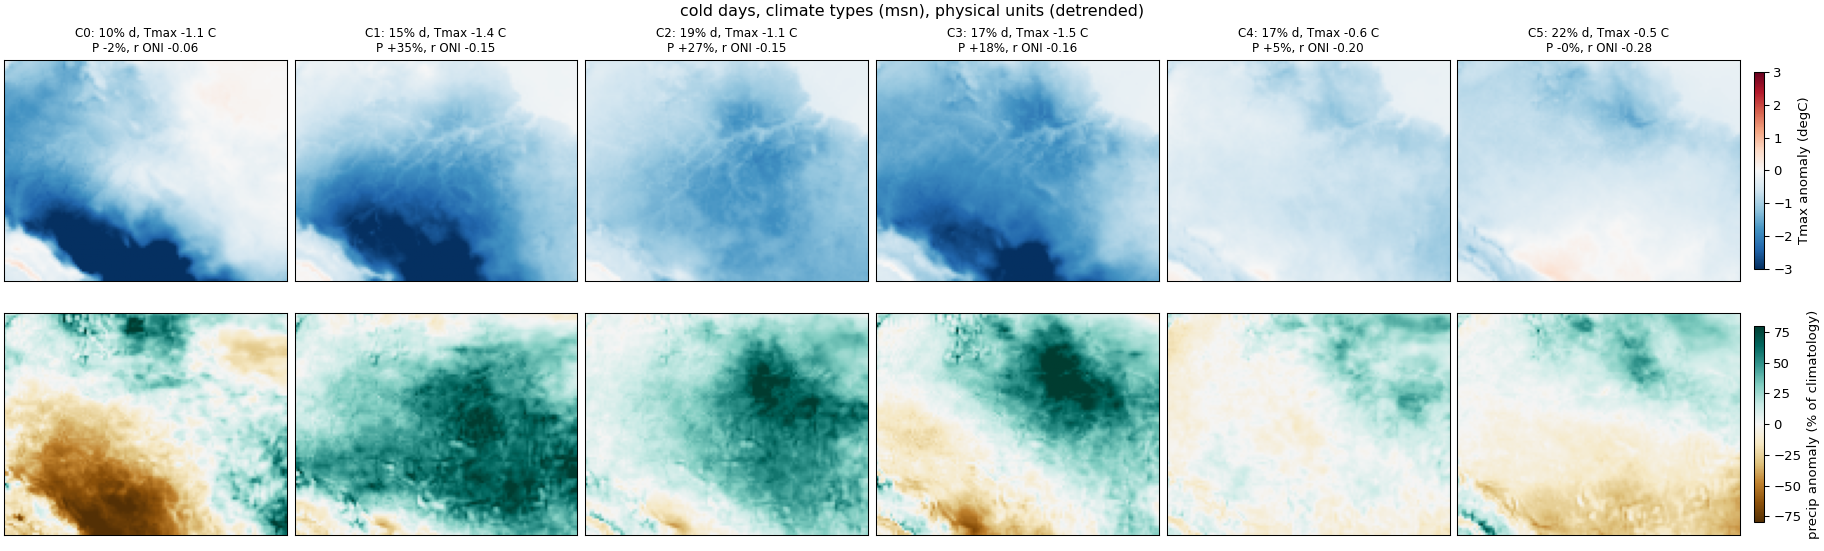 cold days, climate types (msn), physical units (detrended)
C0: 10% d, Tmax -1.1 C
P -2%, r ONI -0.06
C1: 15% d, Tmax -1.4 C
P +35%, r ONI -0.15
C2: 19% d, Tmax -1.1 C
P +27%, r ONI -0.15
C3: 17% d, Tmax -1.5 C
P +18%, r ONI -0.16
C4: 17% d, Tmax -0.6 C
P +5%, r ONI -0.20
C5: 22% d, Tmax -0.5 C
P -0%, r ONI -0.28
3
2
1
0
−1
−2
−3
Tmax anomaly (degC)
75
50
25
0
−25
−50
−75
precip anomaly (% of climatology)